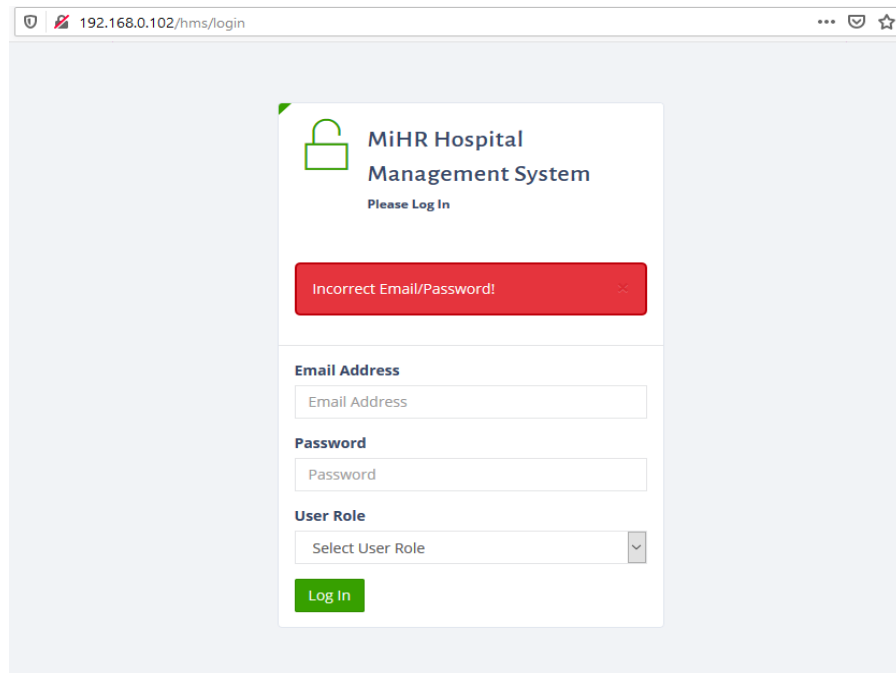 192.168.0.102/hms/login
MiHR Hospital
Management System
Please Log In
Incorrect Email/Password!
×
Email Address
Email Address
Password
Password
User Role
Select User Role
Log In